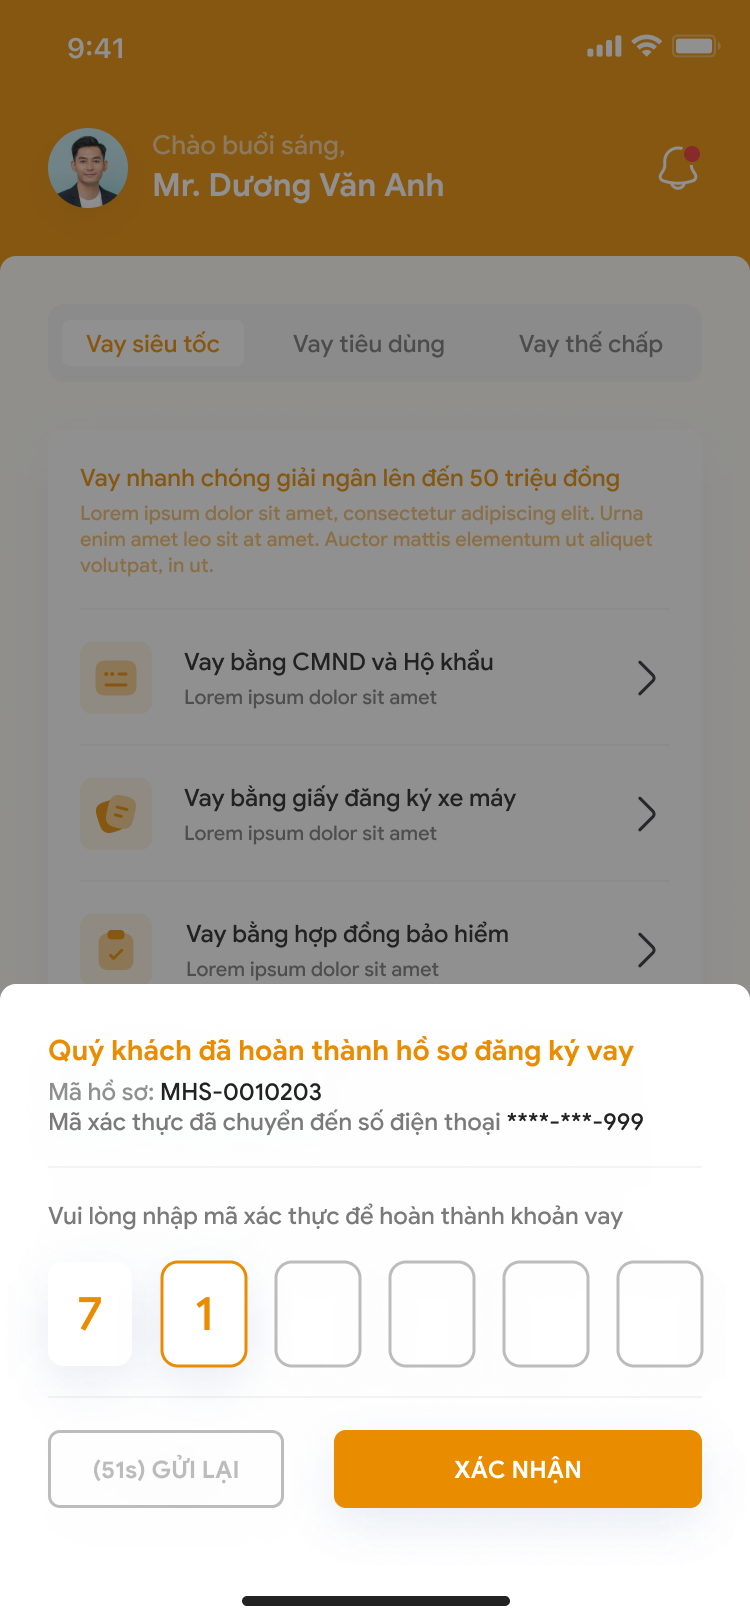 9:41
Chào buổi sáng,
Mr. Dương Văn Anh
Vay siêu tốc
Vay tiêu dùng
Vay thế chấp
Vay nhanh chóng giải ngân lên đến 50 triệu đồng
Lorem ipsum dolor sit amet, consectetur adipiscing elit. Urna
enim amet leo sit at amet. Auctor mattis elementum ut aliquet
volutpat, in ut.
Vay bằng CMND và Hộ khẩu
Lorem ipsum dolor sit amet
Vay bằng giấy đăng ký xe máy
Lorem ipsum dolor sit amet
Vay bằng hợp đồng bảo hiểm
Lorem ipsum dolor sit amet
Quý khách đã hoàn thành hồ sơ đăng ký vay
Mã hồ sơ: MHS-0010203
Mã xác thực đã chuyển đến số điện thoại ****-***-999
Vui lòng nhập mã xác thực để hoàn thành khoản vay
7 1
(51s) GỬI LẠI
XÁC NHẬN